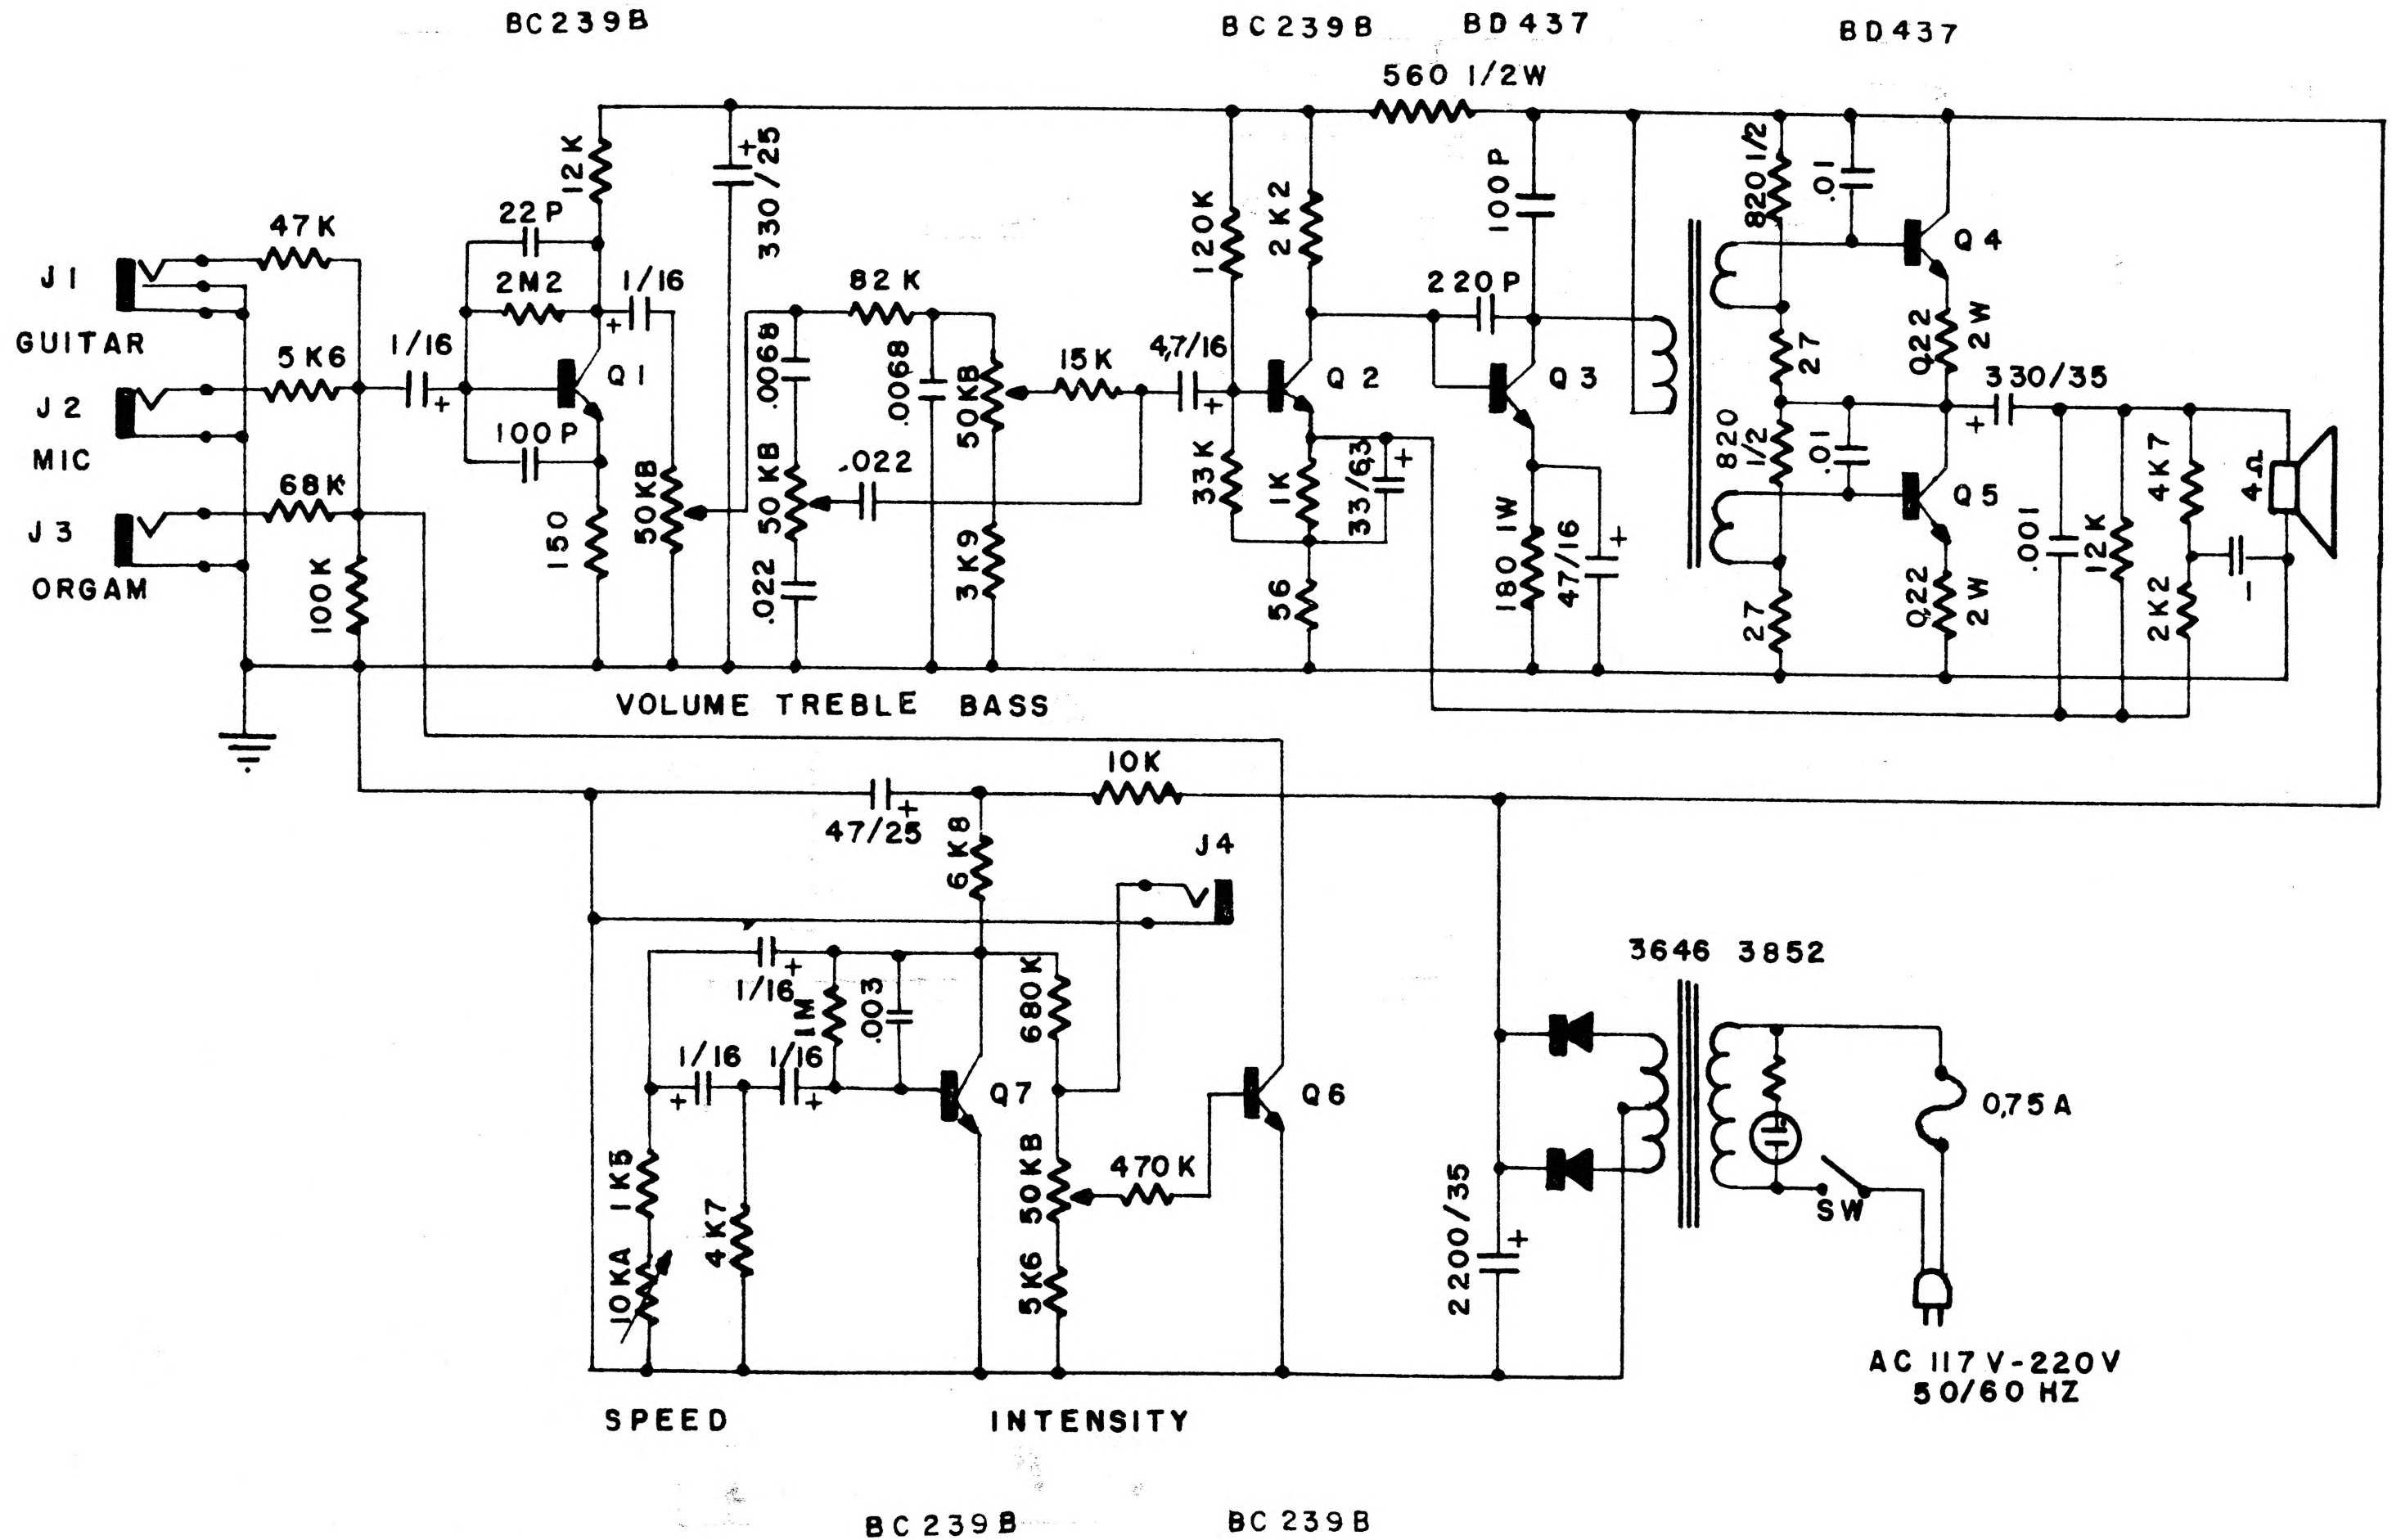 BC239B
BC239B
BD437
BD437
560 1/2W
12K
330/25
22P
47K
2M2
1/16
82K
120K
2K2
100P
820 1/2
.01
Q4
J1
GUITAR
5K6
1/16
Q1
.0068
.0068
50KB
15K
4,7/16
Q2
220P
Q3
27
0,22
2W
330/35
J2
MIC
100P
68K
50KB
50KB
.022
33K
1K
33/6,3
820
1/2
.01
Q5
4K7
4Ω
J3
ORGAM
100K
150
.022
3K9
56
180 1W
47/16
27
0,22
2W
.001
12K
2K2
VOLUME TREBLE BASS
10K
47/25
6K8
J4
1/16
1M
.003
680K
3646 3852
1/16
1/16
Q7
Q6
0,75A
1K5
50KB
470K
2200/35
SW
10KA
4K7
5K6
AC 117V-220V
50/60 HZ
SPEED
INTENSITY
BC239B
BC239B